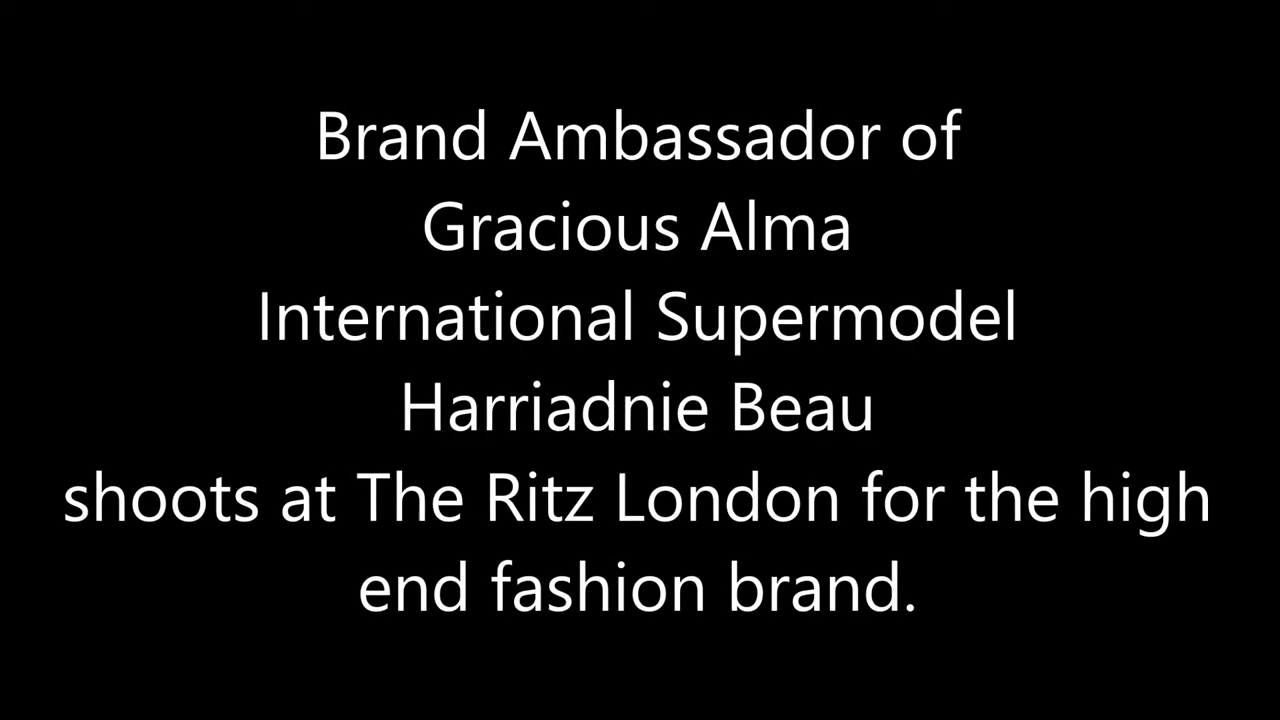 Brand Ambassador of
Gracious Alma
International Supermodel
Harriadnie Beau
shoots at The Ritz London for the high
end fashion brand.